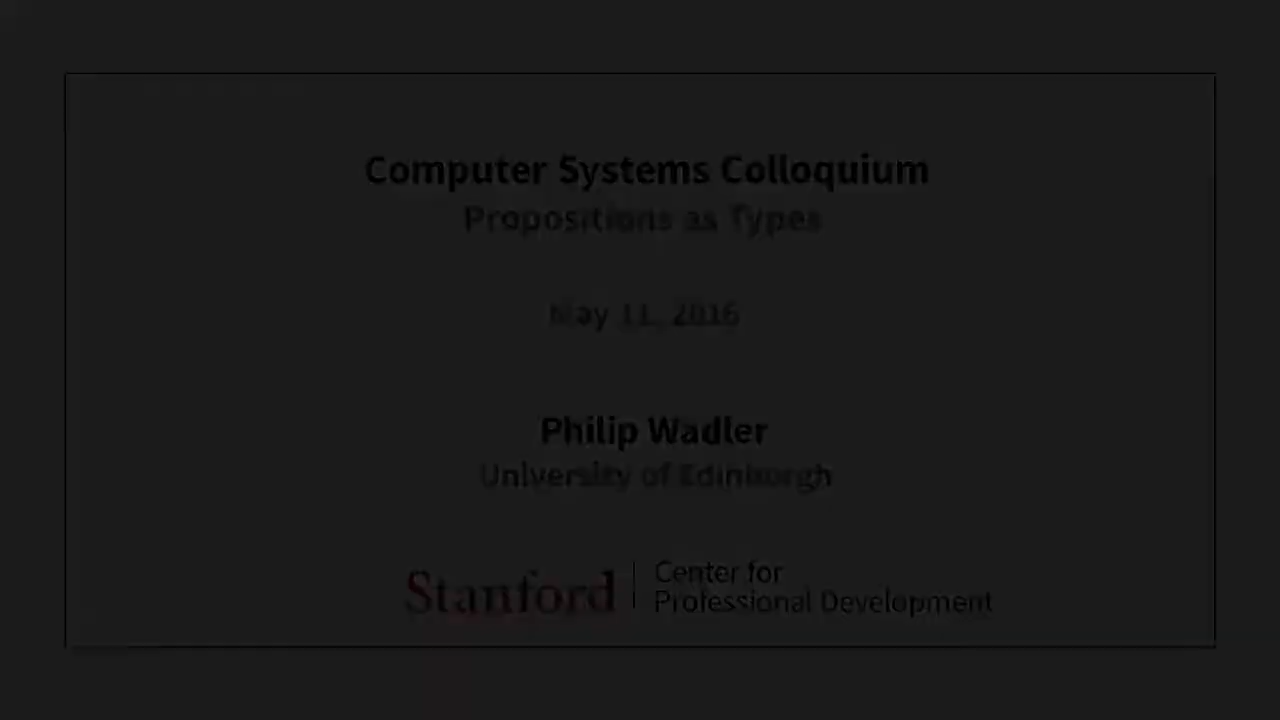 Computer Systems Colloquium
Propositions as Types
May 11, 2016
Philip Wadler
University of Edinburgh
Stanford
Center for
Professional Development